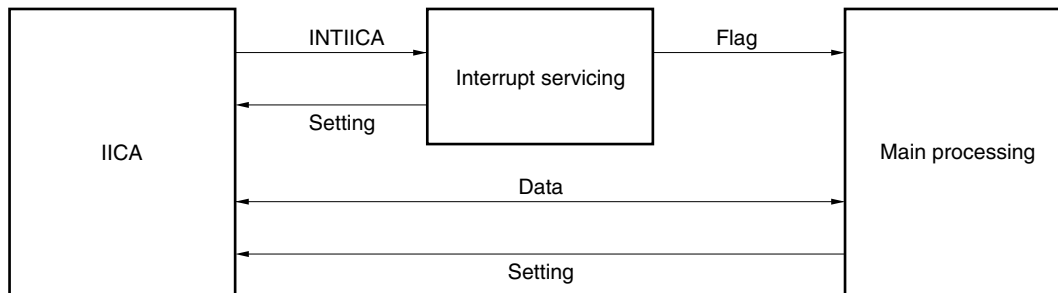 INTIICA
Flag
Interrupt servicing
Setting
IICA
Main processing
Data
Setting